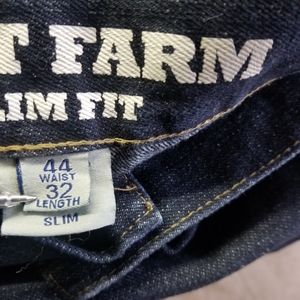 T FARM
LIM FIT
44
WAIST
32
LENGTH
SLIM